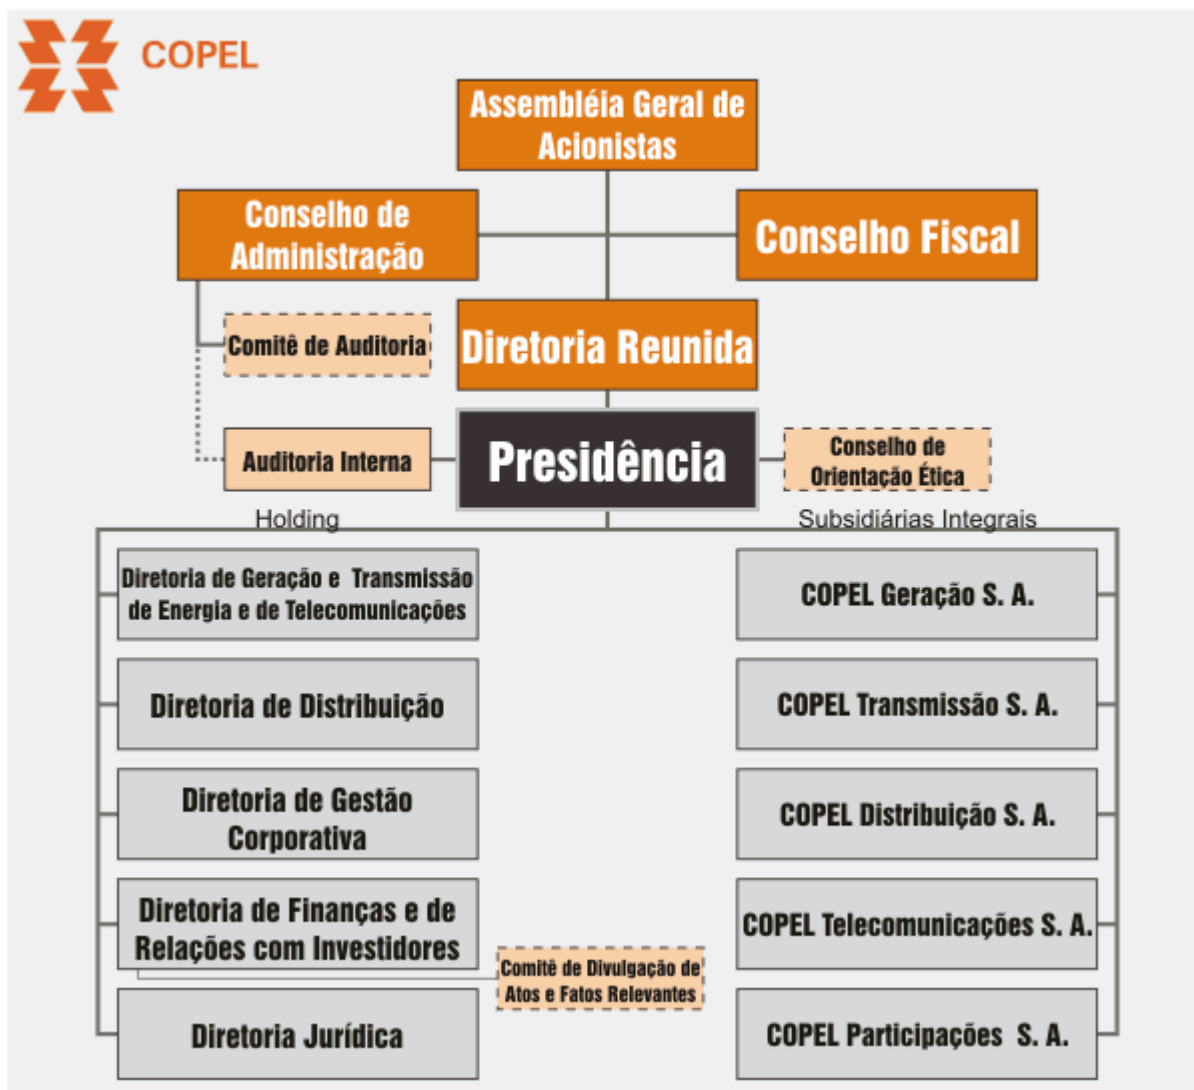 COPEL
Assembléia Geral de
Acionistas
Conselho de
Administração
Conselho Fiscal
Comitê de Auditoria
Diretoria Reunida
Auditoria Interna
Presidência
Conselho de
Orientação Ética
Holding
Subsidiárias Integrais
Diretoria de Geração e Transmissão
de Energia e de Telecomunicações
COPEL Geração S. A.
Diretoria de Distribuição
COPEL Transmissão S. A.
Diretoria de Gestão
Corporativa
COPEL Distribuição S. A.
Diretoria de Finanças e de
Relações com Investidores
COPEL Telecomunicações S. A.
Comitê de Divulgação de
Atos e Fatos Relevantes
Diretoria Jurídica
COPEL Participações S. A.